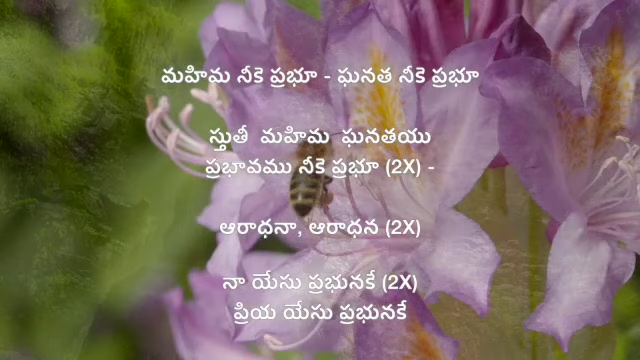 మహిమ నీకె ప్రభూ - ఘనత నీకె ప్రభూ
స్తుతీ మహిమ ఘనతయు
ప్రభావము నీకె ప్రభూ (2X) -
ఆరాధనా, ఆరాధన (2X)
నా యేసు ప్రభునకే (2X)
ప్రియ యేసు ప్రభునకే